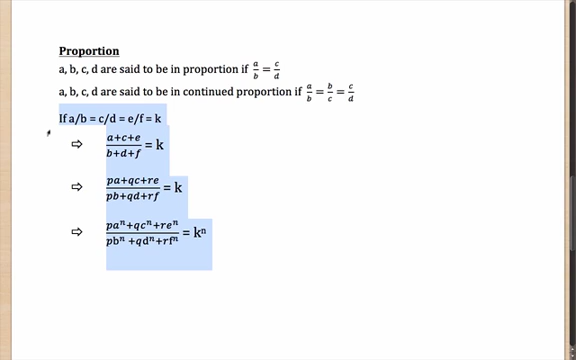 Proportion
a, b, c, d are said to be in proportion if a/b = c/d
a, b, c, d are said to be in continued proportion if a/b = b/c = c/d
If a/b = c/d = e/f = k
⇨ a+c+e/b+d+f = k
⇨ pa+qc+re/pb+qd+rf = k
⇨ paⁿ+qcⁿ+reⁿ/pbⁿ +qdⁿ+rfⁿ = kⁿ